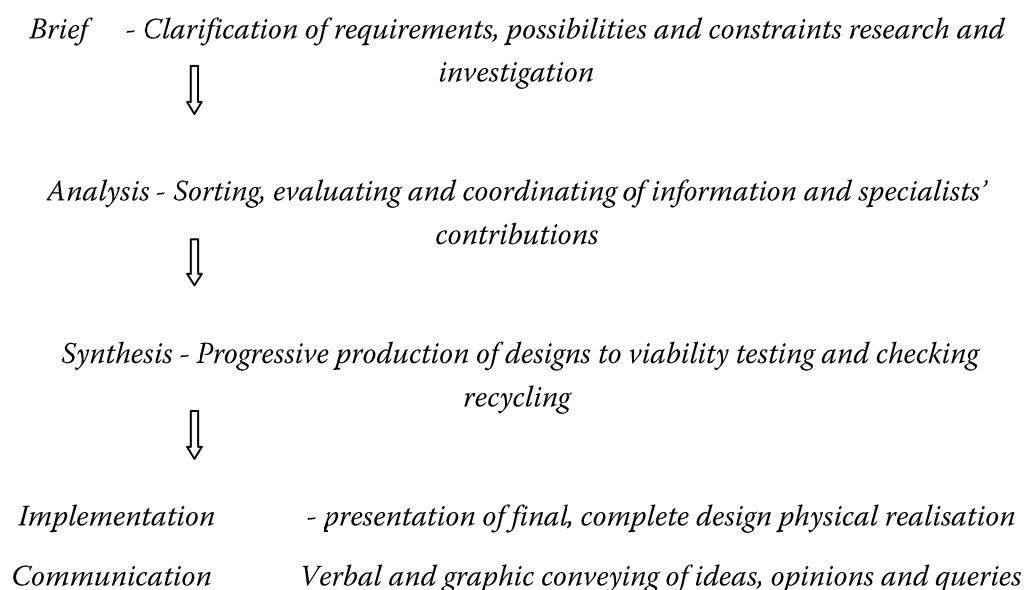 Brief - Clarification of requirements, possibilities and constraints research and
investigation
Analysis - Sorting, evaluating and coordinating of information and specialists’
contributions
Synthesis - Progressive production of designs to viability testing and checking
recycling
Implementation - presentation of final, complete design physical realisation
Communication Verbal and graphic conveying of ideas, opinions and queries